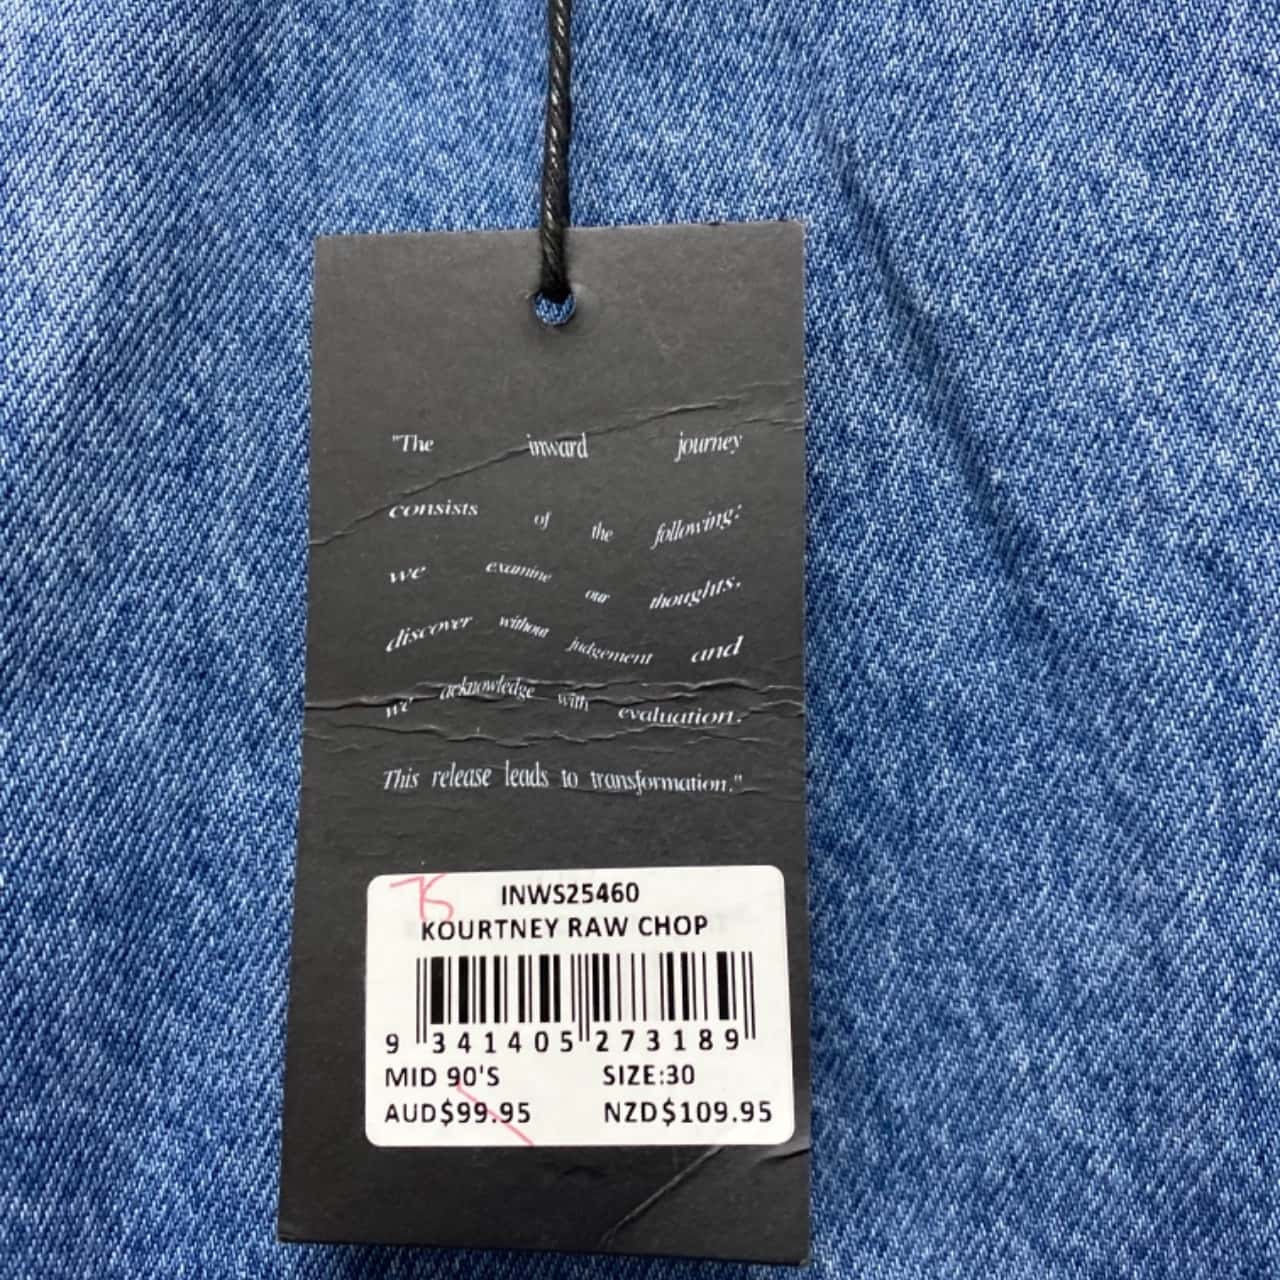 "The inward journey
consists of the following:
we examine our thoughts,
discover without judgement and
we acknowledge with evaluation.
This release leads to transformation."
75
INWS25460
KOURTNEY RAW CHOP
9 341405 273189
MID 90'S SIZE:30
AUD$99.95 NZD$109.95